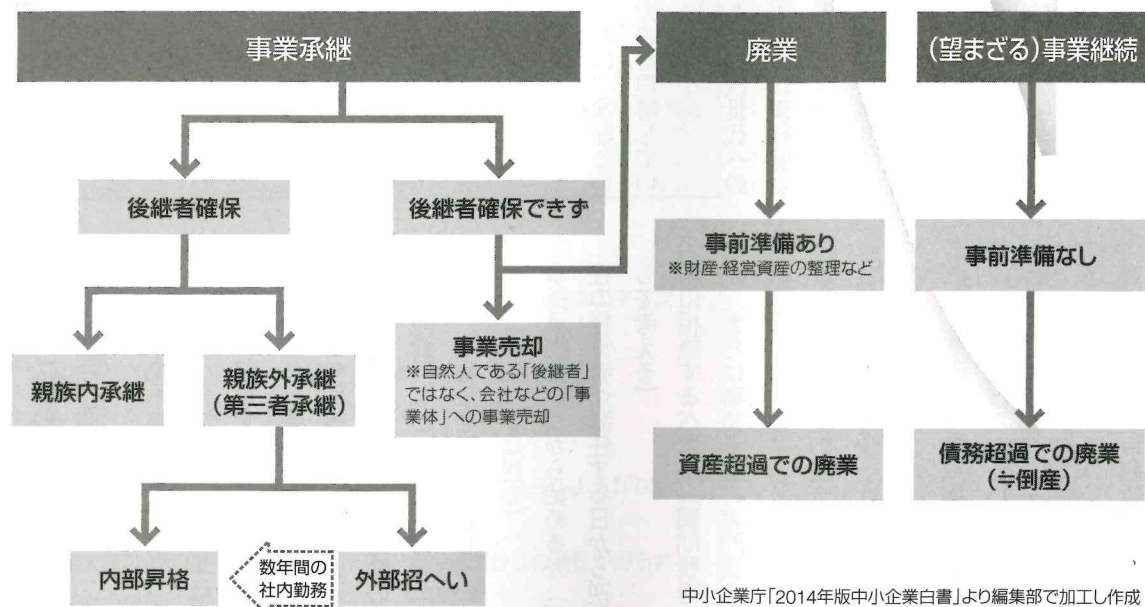 事業承継
廃業
(望まざる)事業継続
後継者確保
後継者確保できず
事前準備あり
※財産・経営資産の整理など
事前準備なし
親族内承継
親族外承継
(第三者承継)
事業売却
※自然人である「後継者」
ではなく、会社などの「事
業体」への事業売却
資産超過での廃業
債務超過での廃業
(≒倒産)
内部昇格
数年間の
社内勤務
外部招へい
中小企業庁「2014年版中小企業白書」より編集部で加工し作成